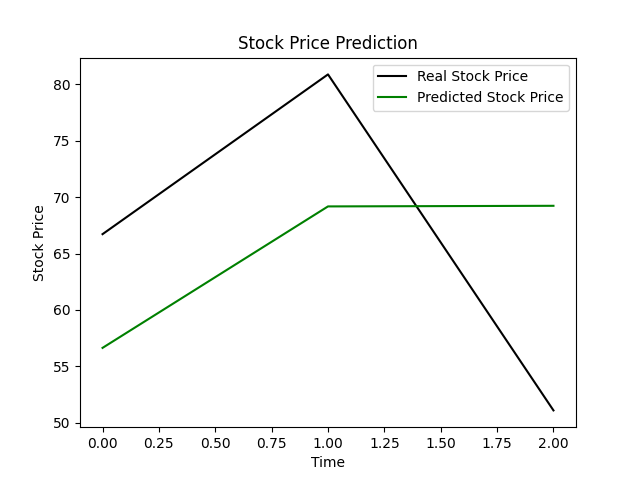 Stock Price Prediction
Real Stock Price
Predicted Stock Price
Stock Price
80
75
70
65
60
55
50
0.00 0.25 0.50 0.75 1.00 1.25 1.50 1.75 2.00
Time